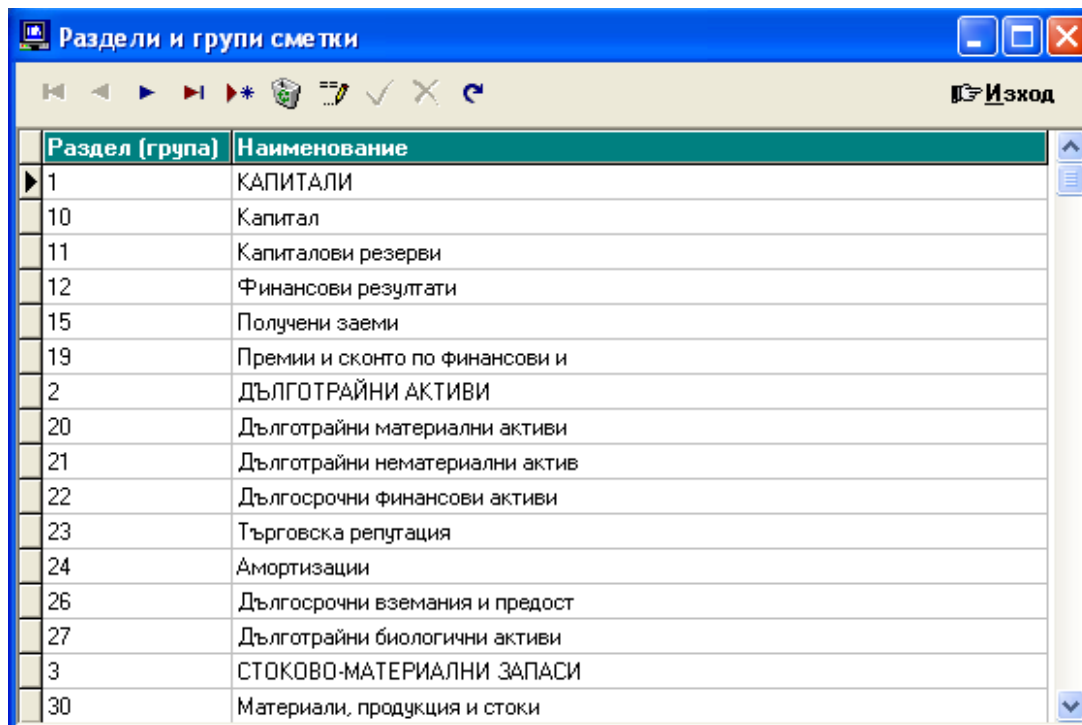 Раздели и групи сметки
Изход
Раздел (група) Наименование
1 КАПИТАЛИ
10 Капитал
11 Капиталови резерви
12 Финансови резултати
15 Получени заеми
19 Премии и сконто по финансови и
2 ДЪЛГОТРАЙНИ АКТИВИ
20 Дълготрайни материални активи
21 Дълготрайни нематериални актив
22 Дългосрочни финансови активи
23 Търговска репутация
24 Амортизации
26 Дългосрочни вземания и предост
27 Дълготрайни биологични активи
3 СТОКОВО-МАТЕРИАЛНИ ЗАПАСИ
30 Материали, продукция и стоки